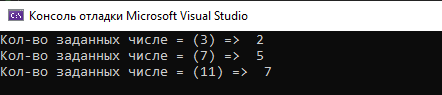 Консоль отладки Microsoft Visual Studio
Кол-во заданных числе = (3) =>  2
Кол-во заданных числе = (7) =>  5
Кол-во заданных числе = (11) =>  7